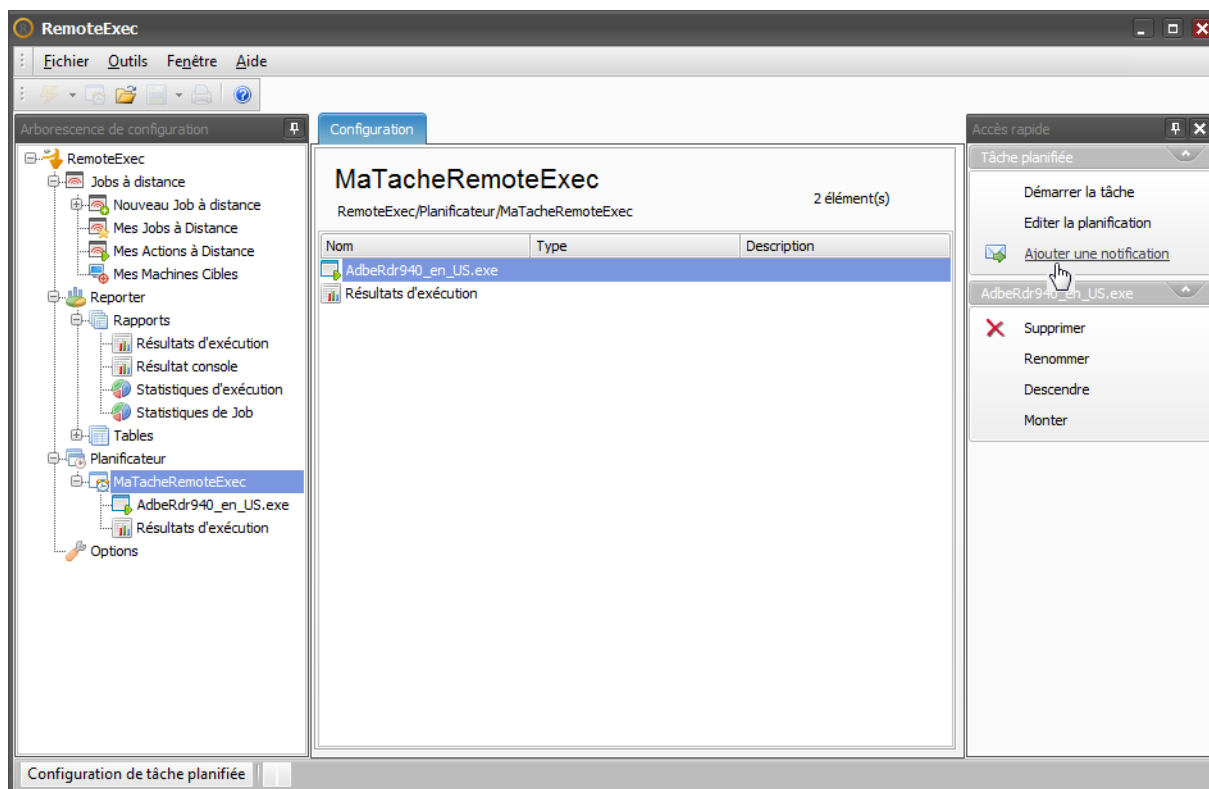 RemoteExec
Fichier Outils Fenêtre Aide
Arborescence de configuration
RemoteExec
Jobs à distance
Nouveau Job à distance
Mes Jobs à Distance
Mes Actions à Distance
Mes Machines Cibles
Reporter
Rapports
Résultats d'exécution
Résultat console
Statistiques d'exécution
Statistiques de Job
Tables
Planificateur
MaTacheRemoteExec
AdbeRdr940_en_US.exe
Résultats d'exécution
Options
Configuration
MaTacheRemoteExec
2 élément(s)
RemoteExec/Planificateur/MaTacheRemoteExec
Nom Type Description
AdbeRdr940_en_US.exe
Résultats d'exécution
Accès rapide
Tâche planifiée
Démarrer la tâche
Editer la planification
Ajouter une notification
AdbeRdr940_en_US.exe
Supprimer
Renommer
Descendre
Monter
Configuration de tâche planifiée